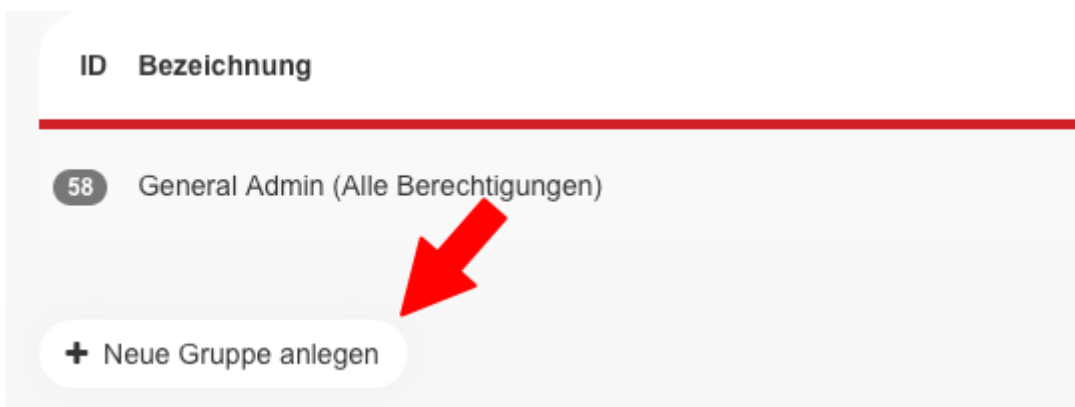 ID Bezeichnung
58 General Admin (Alle Berechtigungen)
+ Neue Gruppe anlegen